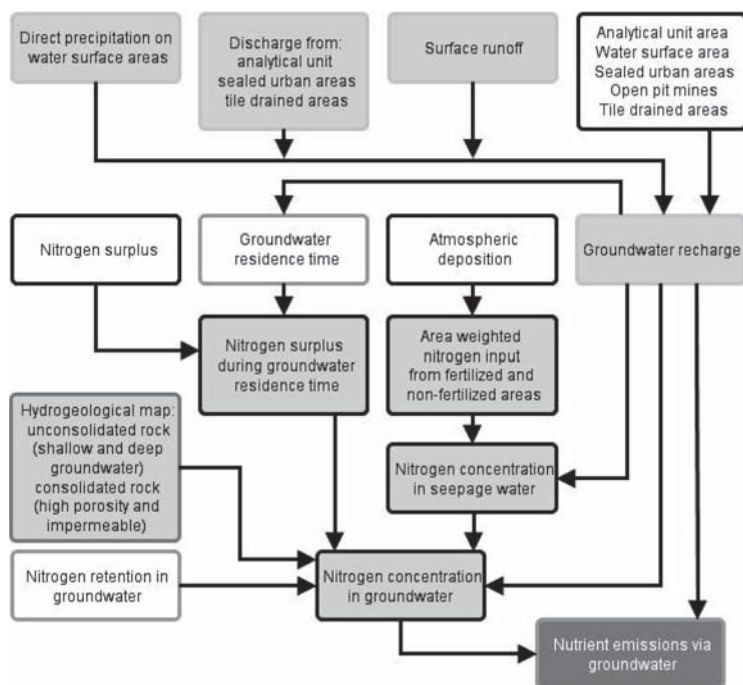 Direct precipitation on
water surface areas
Discharge from:
analytical unit
sealed urban areas
tile drained areas
Surface runoff
Analytical unit area
Water surface area
Sealed urban areas
Open pit mines
Tile drained areas
Nitrogen surplus
Groundwater
residence time
Atmospheric
deposition
Groundwater recharge
Nitrogen surplus
during groundwater
residence time
Area weighted
nitrogen input
from fertilized and
non-fertilized areas
Hydrogeological map:
unconsolidated rock
(shallow and deep
groundwater)
consolidated rock
(high porosity and
impermeable)
Nitrogen concentration
in seepage water
Nitrogen retention in
groundwater
Nitrogen concentration
in groundwater
Nutrient emissions via
groundwater